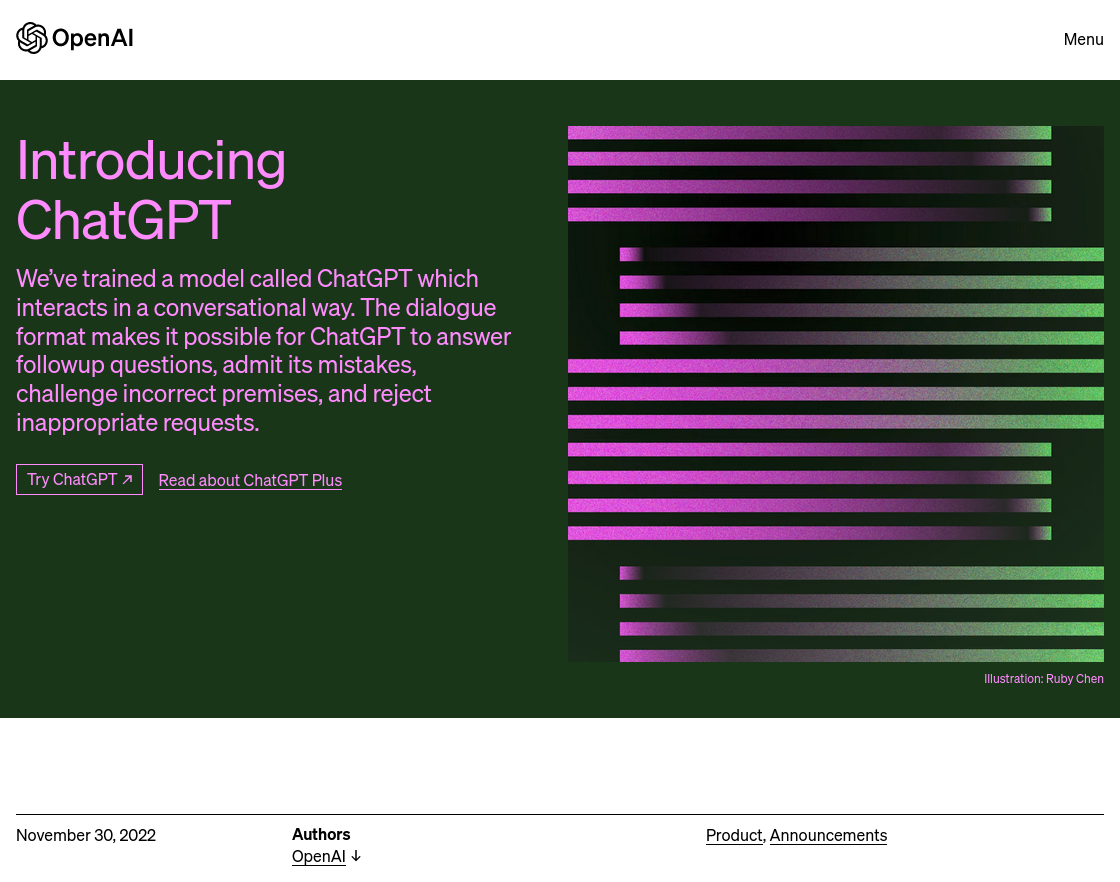 OpenAI
Menu
Introducing
ChatGPT
We’ve trained a model called ChatGPT which
interacts in a conversational way. The dialogue
format makes it possible for ChatGPT to answer
followup questions, admit its mistakes,
challenge incorrect premises, and reject
inappropriate requests.
Try ChatGPT ↗
Read about ChatGPT Plus
Illustration: Ruby Chen
November 30, 2022
Authors
OpenAI ↓
Product, Announcements